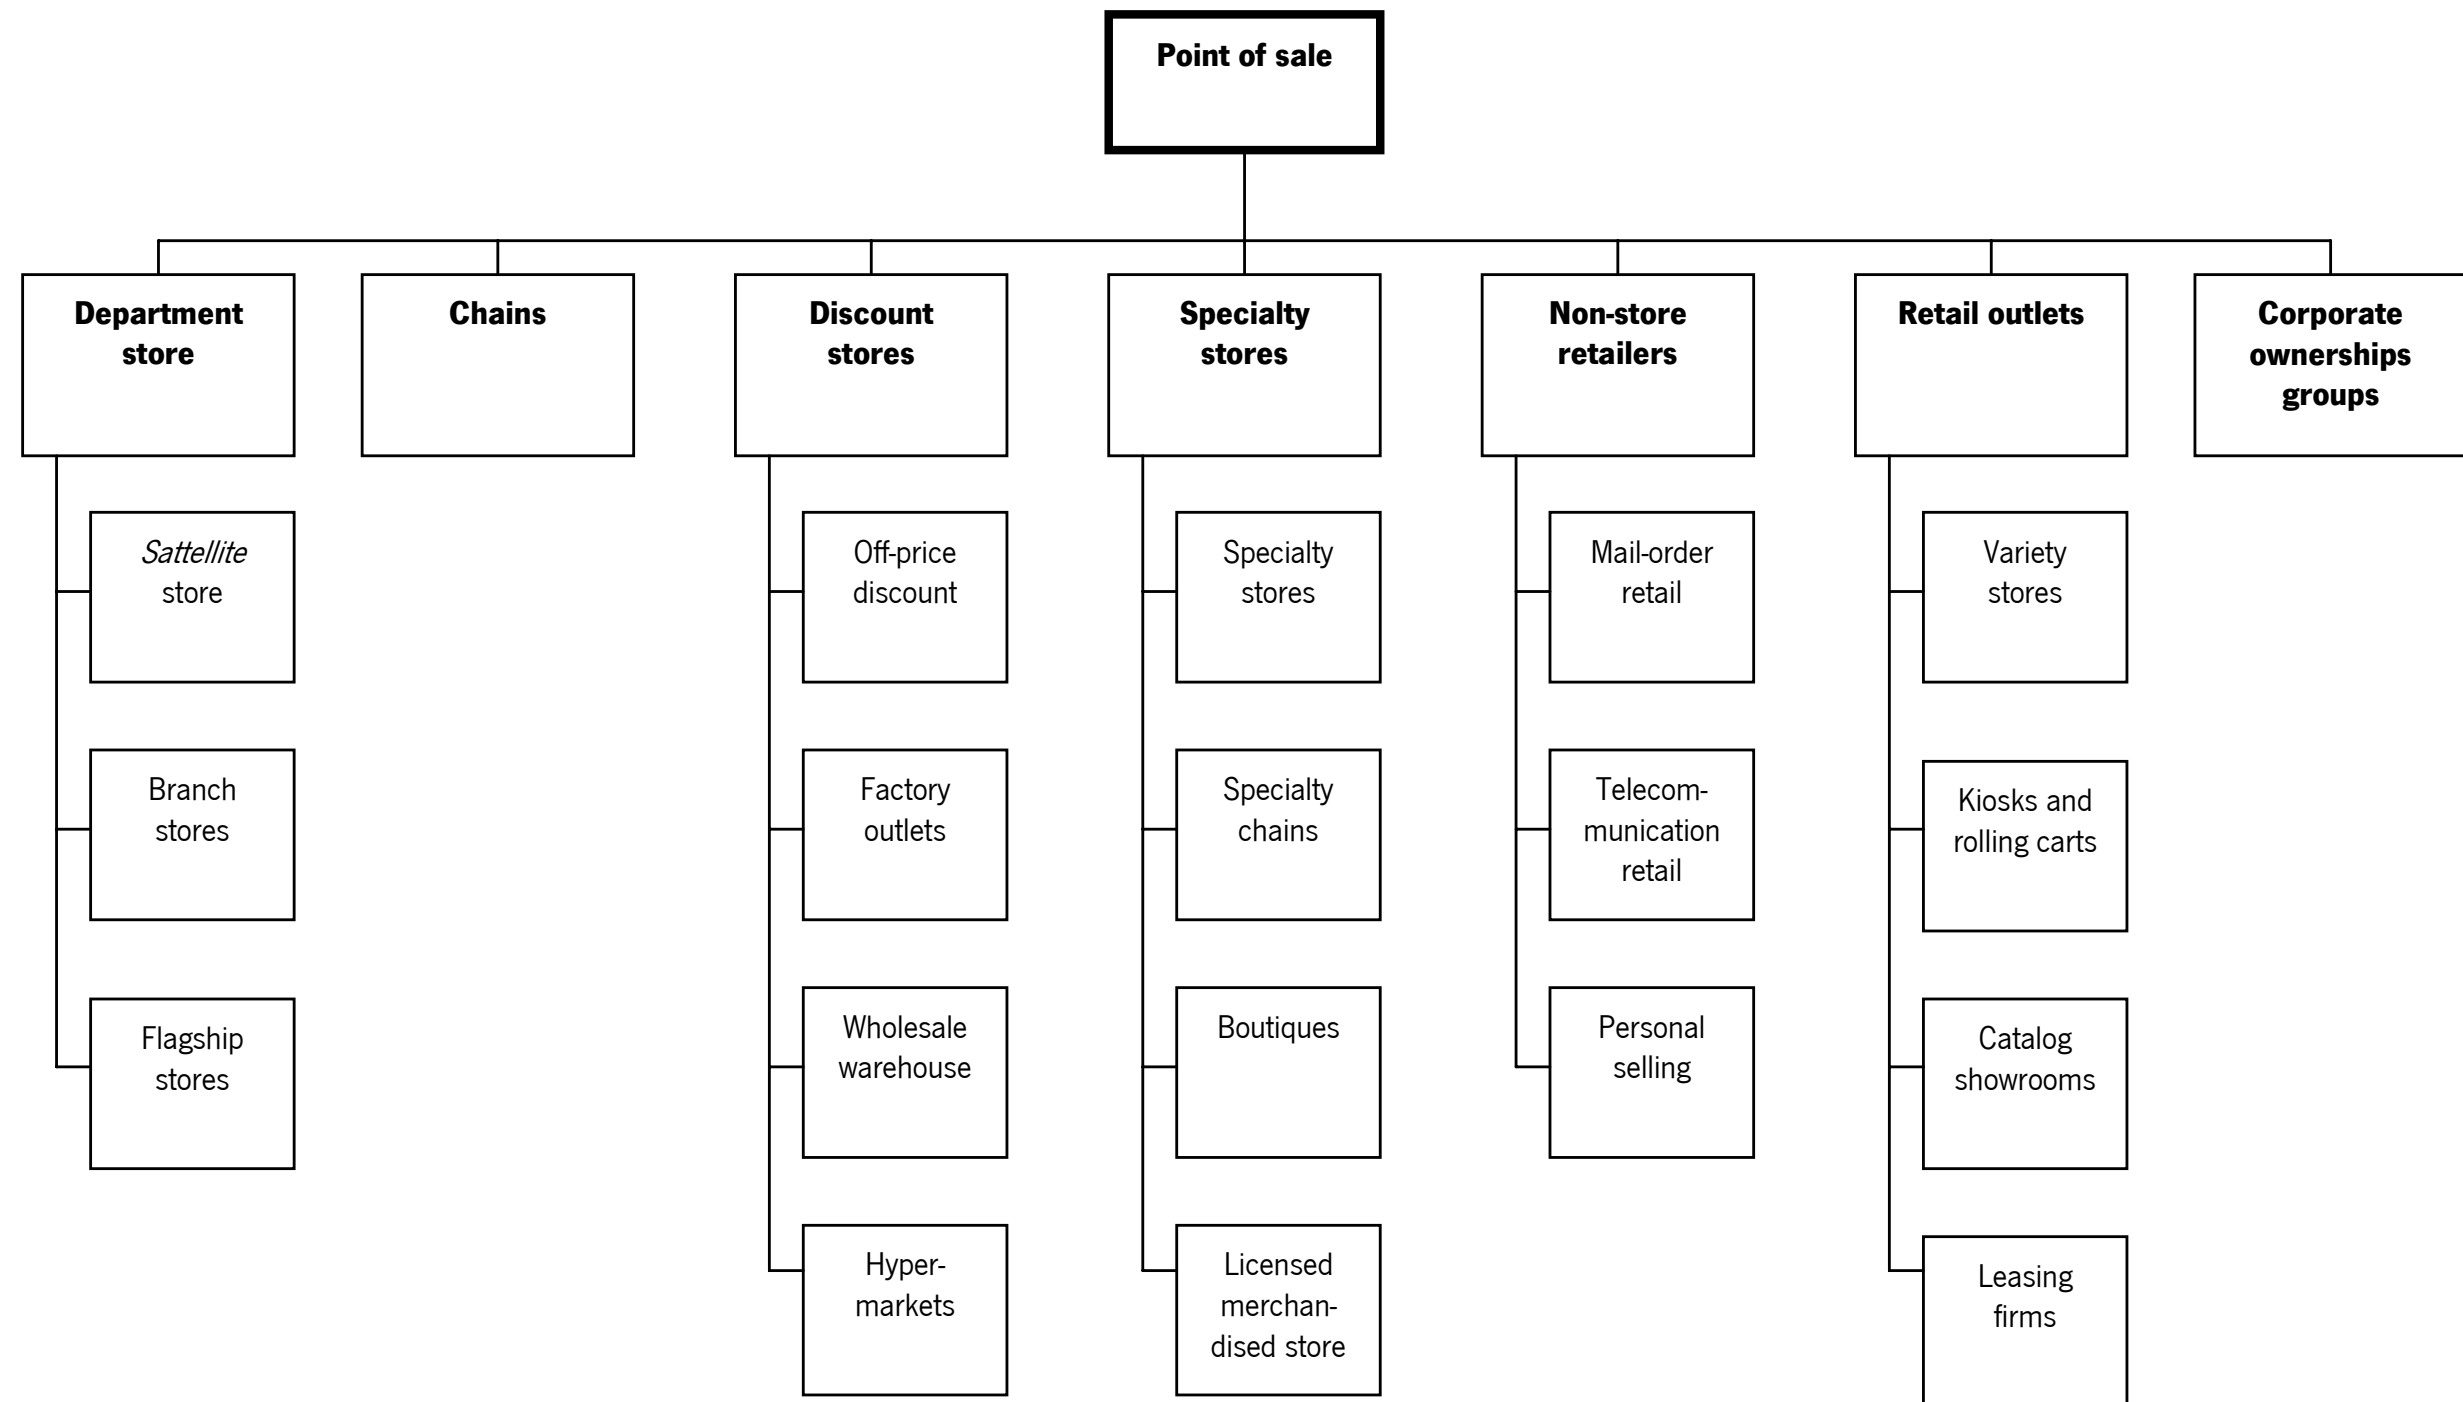 Point of sale
Department
store
Chains
Discount
stores
Specialty
stores
Non-store
retailers
Retail outlets
Corporate
ownerships
groups
Sattellite
store
Off-price
discount
Specialty
stores
Mail-order
retail
Variety
stores
Branch
stores
Factory
outlets
Specialty
chains
Telecom-
munication
retail
Kiosks and
rolling carts
Flagship
stores
Wholesale
warehouse
Boutiques
Personal
selling
Catalog
showrooms
Hyper-
markets
Licensed
merchan-
dised store
Leasing
firms